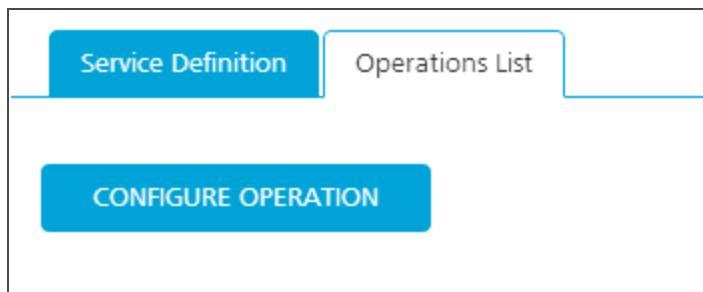 Service Definition
Operations List
CONFIGURE OPERATION